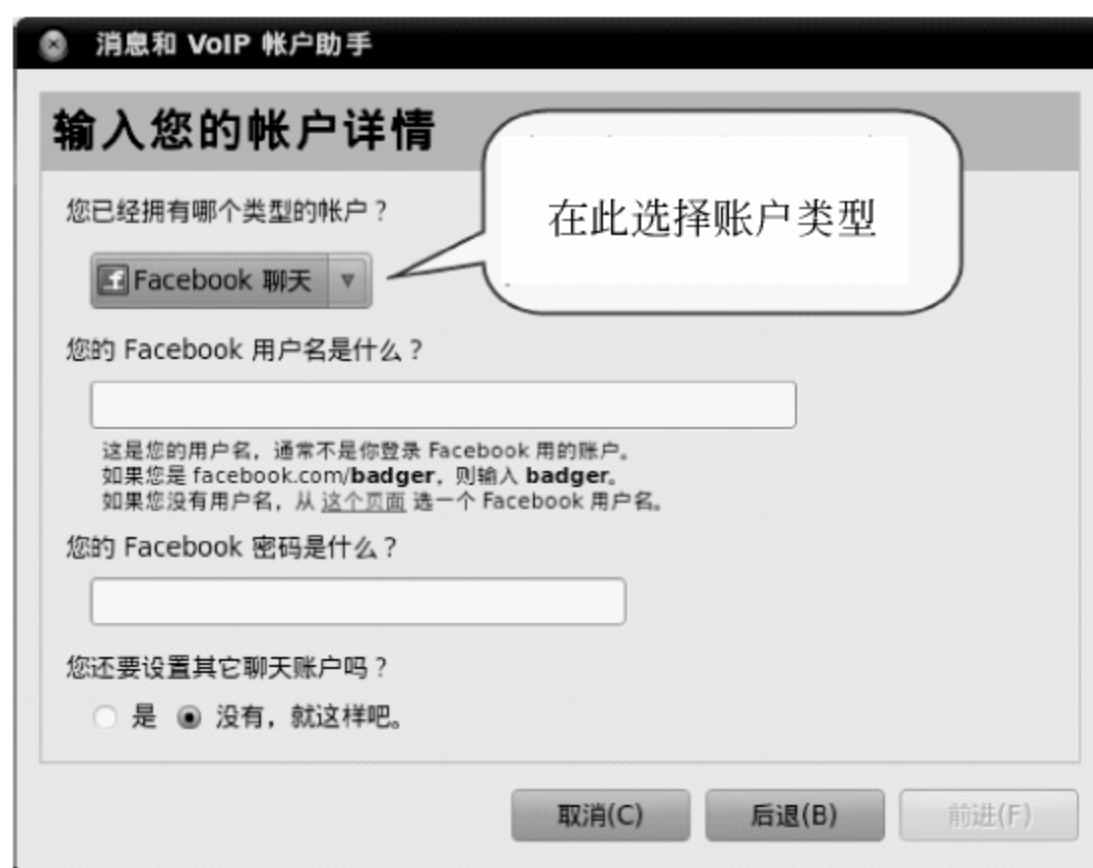 消息和 VoIP 帐户助手
输入您的帐户详情
您已经拥有哪个类型的帐户？
在此选择账户类型
Facebook 聊天
您的 Facebook 用户名是什么？
这是您的用户名，通常不是你登录 Facebook 用的账户。
如果您是 facebook.com/badger，则输入 badger。
如果您没有用户名，从 这个页面 选一个 Facebook 用户名。
您的 Facebook 密码是什么？
您还要设置其它聊天账户吗？
是 没有，就这样吧。
取消(C) 后退(B) 前进(F)